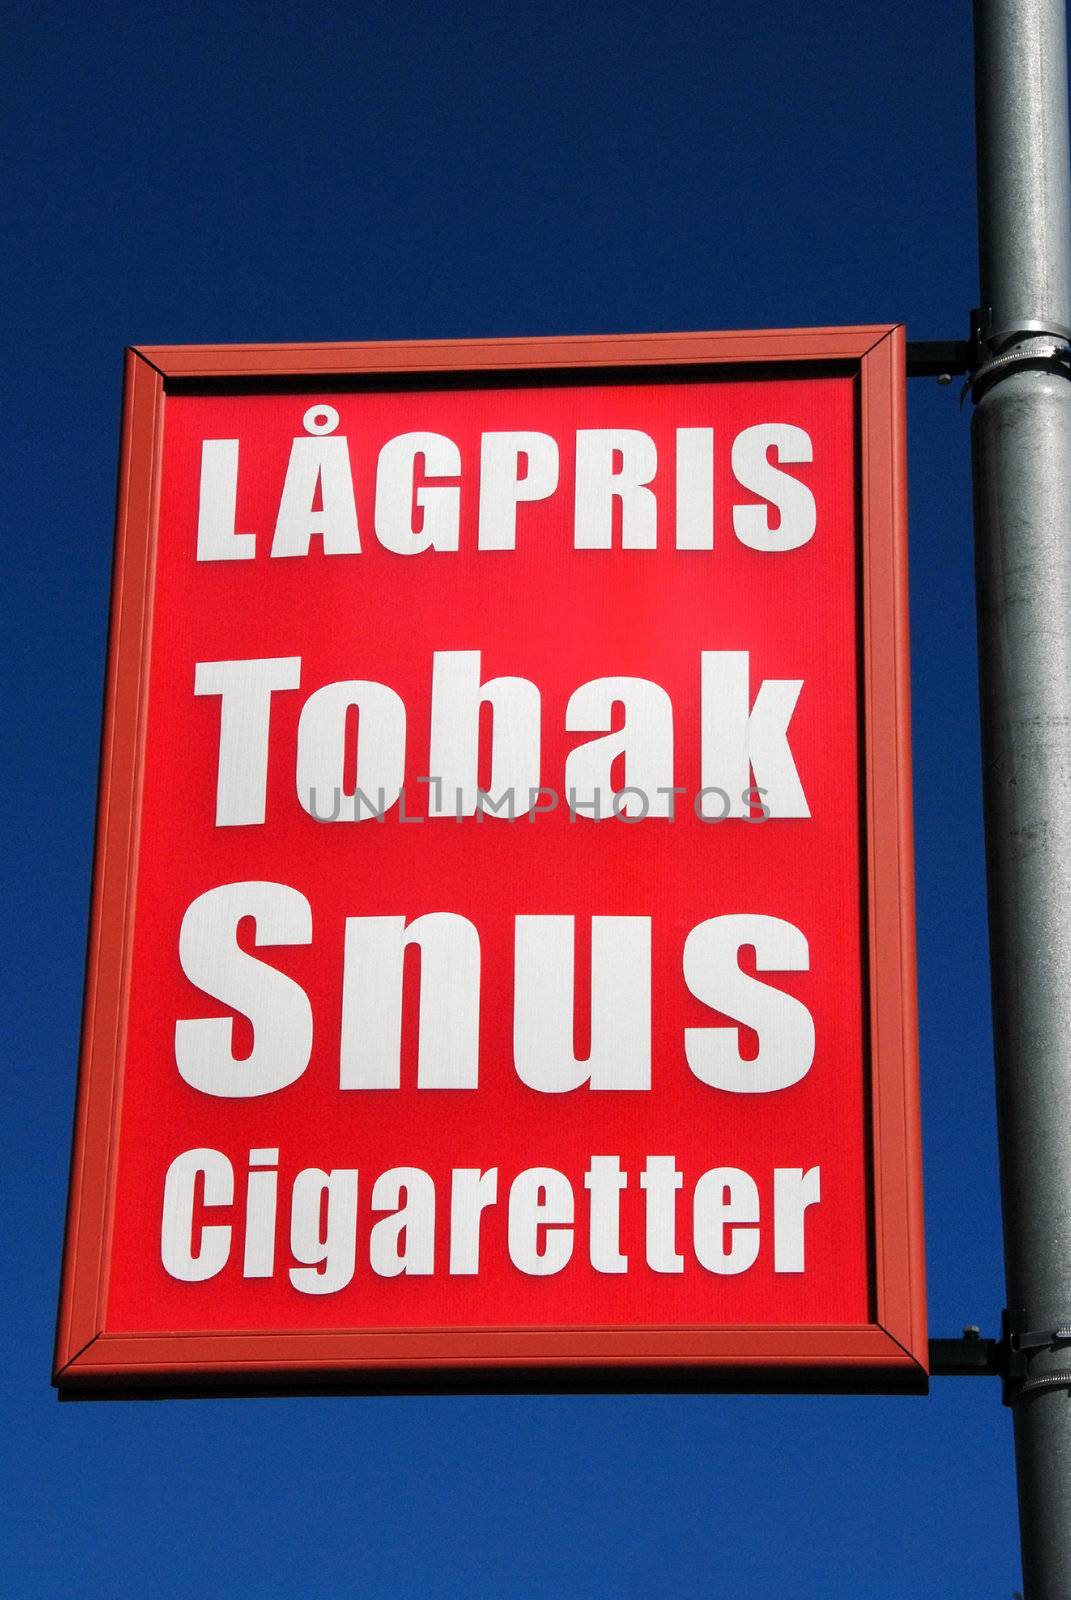 LÅGPRIS
Tobak
UNLIMPHOTOS
Snus
Cigaretter